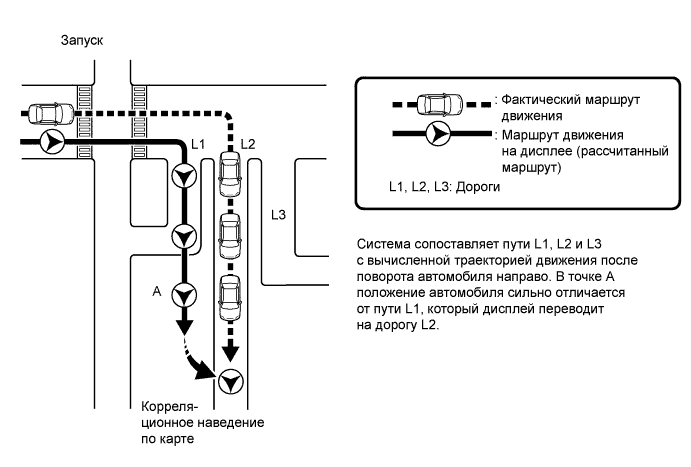 Запуск
L1
L2
L3
A
Корреля-
ционное наведение
по карте
: Фактический маршрут
движения
: Маршрут движения
на дисплее (рассчитанный
маршрут)
L1, L2, L3: Дороги
Система сопоставляет пути L1, L2 и L3
с вычисленной траекторией движения после
поворота автомобиля направо. В точке А
положение автомобиля сильно отличается
от пути L1, который дисплей переводит
на дорогу L2.